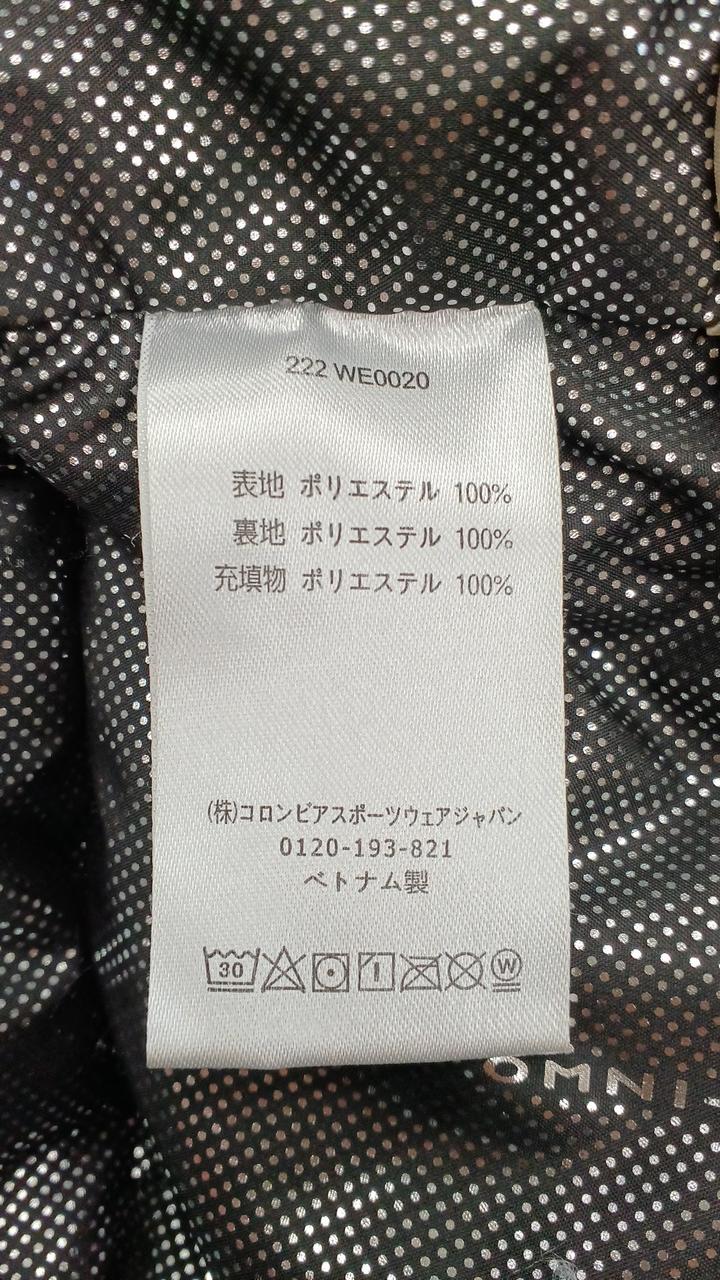 222 WE0020
表地 ポリエステル 100%
裏地 ポリエステル 100%
充填物 ポリエステル 100%
(株)コロンビアスポーツウェアジャパン
0120-193-821
ベトナム製
30 W
OMNI